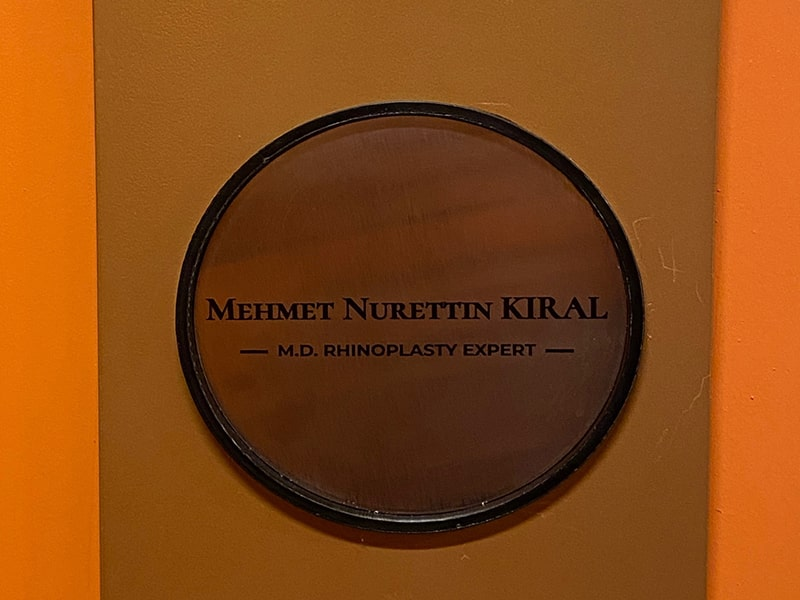 Mehmet Nurettin KIRAL
— M.D. RHINOPLASTY EXPERT —